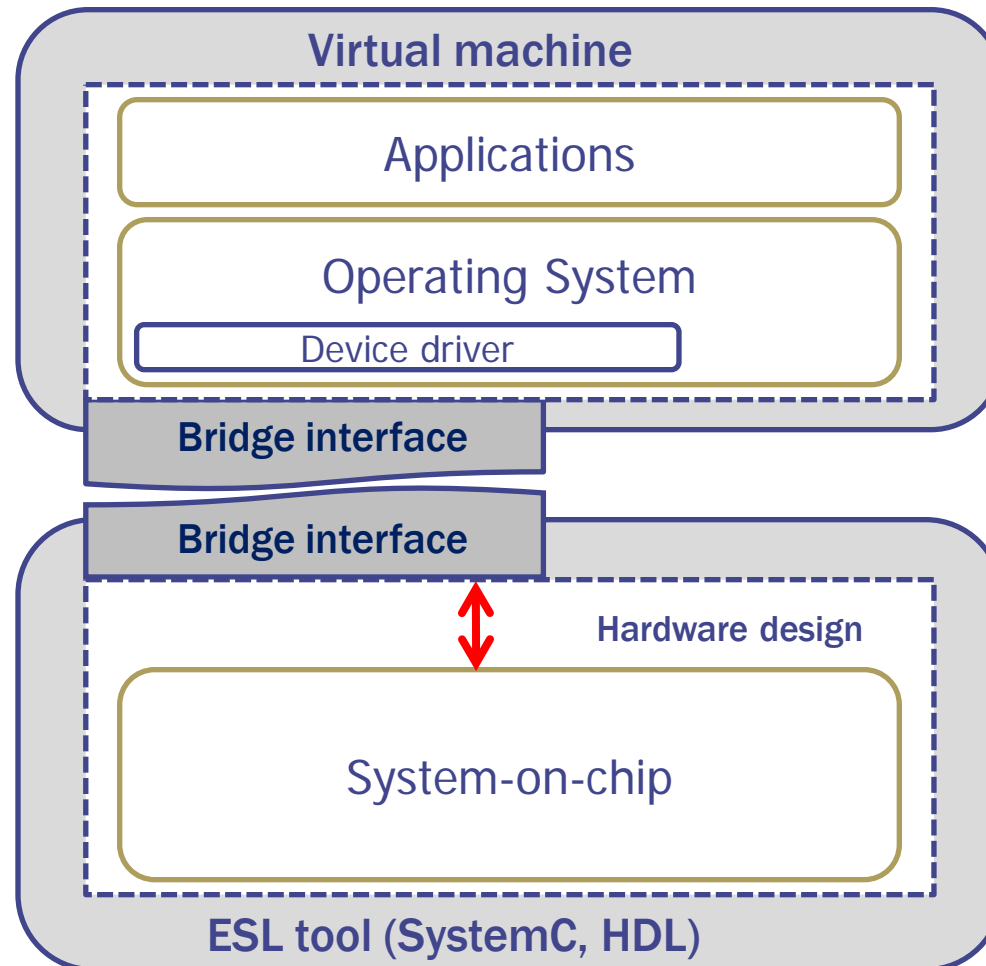 Virtual machine
Applications
Operating System
Device driver
Bridge interface
Bridge interface
Hardware design
System-on-chip
ESL tool (SystemC, HDL)